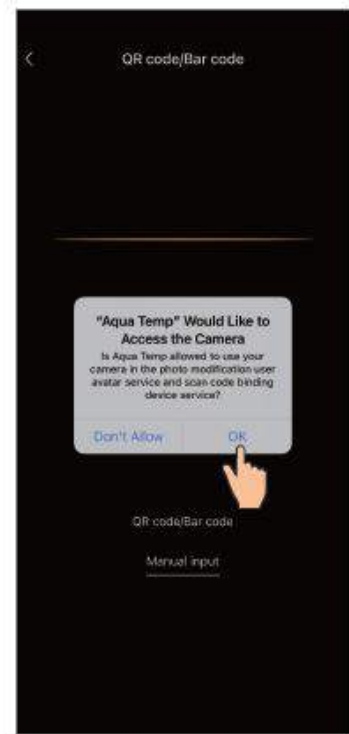 QR code/Bar code
"Aqua Temp" Would Like to
Access the Camera
Is Aqua Temp allowed to use your
camera in the photo modification user
avatar service and scan code binding
device service?
Don't Allow
OK
QR code/Bar code
Manual input